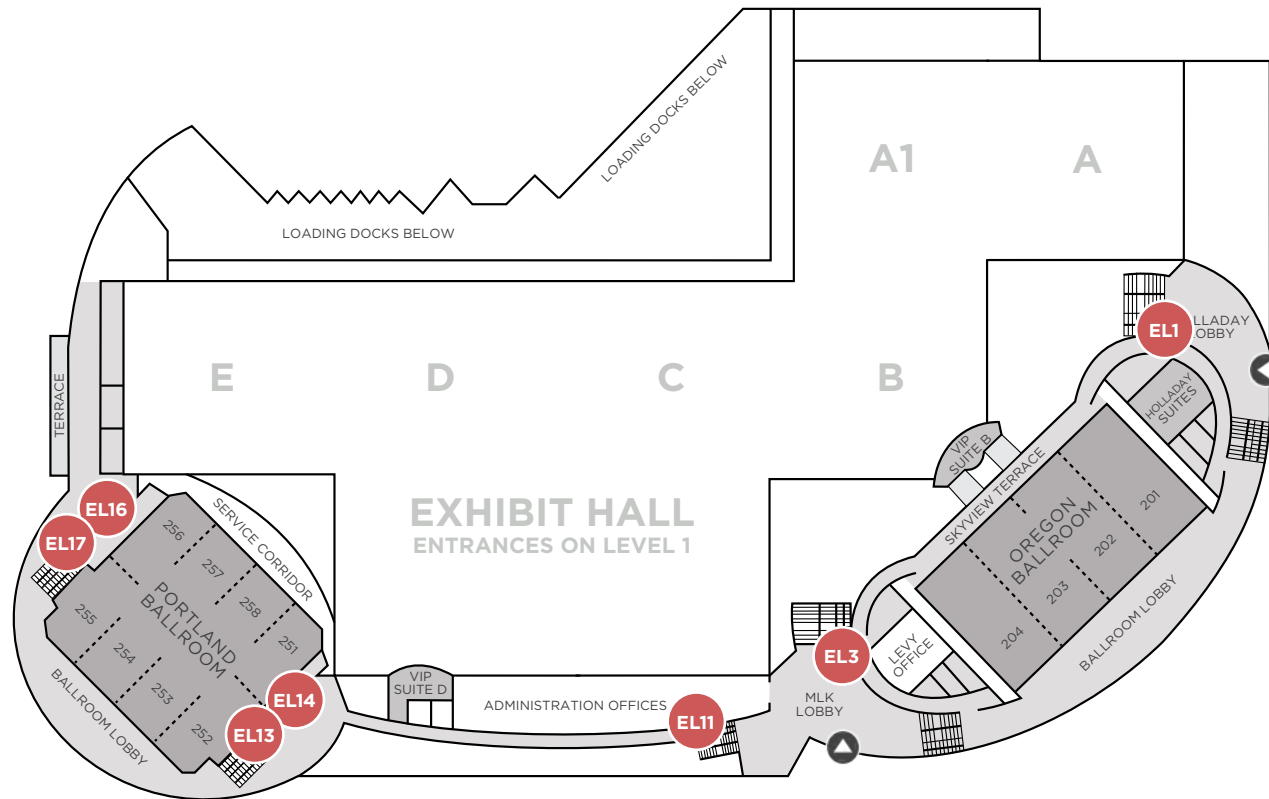 LOADING DOCKS BELOW
LOADING DOCKS BELOW
A1
A
E
D
C
B
EXHIBIT HALL
ENTRANCES ON LEVEL 1
TERRACE
EL16
EL17
SERVICE CORRIDOR
256
257
258
251
PORTLAND
BALLROOM
255
254
253
252
BALLROOM LOBBY
EL14
EL13
VIP
SUITE D
ADMINISTRATION OFFICES
EL11
MLK
LOBBY
EL3
LEVY
OFFICE
SKYVIEW TERRACE
VIP
SUITE B
OREGON
BALLROOM
201
202
203
204
BALLROOM LOBBY
HOLLADAY
SUITES
EL1
LLADAY
LOBBY